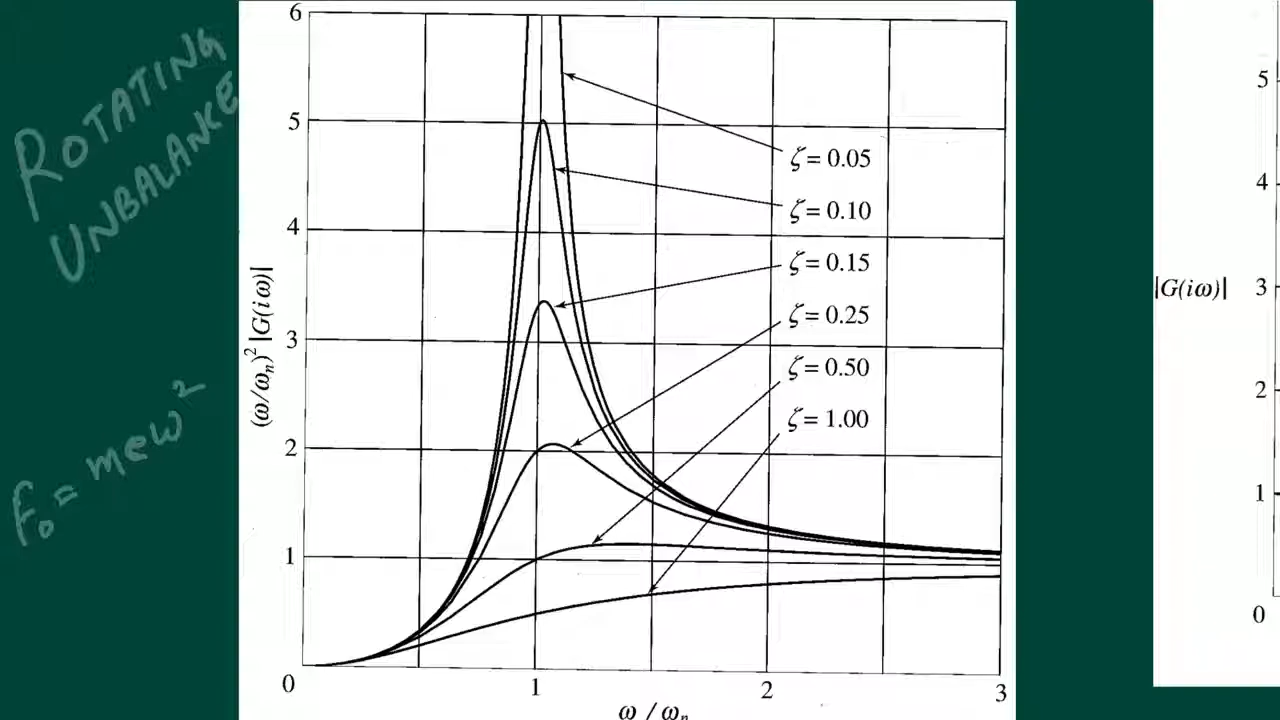 ROTATING
UNBALANCE
F₀ = meω²
(ω/ωₙ)² |G(iω)|
6
5
4
3
2
1
0
1
2
3
ω / ωₙ
ζ = 0.05
ζ = 0.10
ζ = 0.15
ζ = 0.25
ζ = 0.50
ζ = 1.00
|G(iω)|
5
4
3
2
1
0